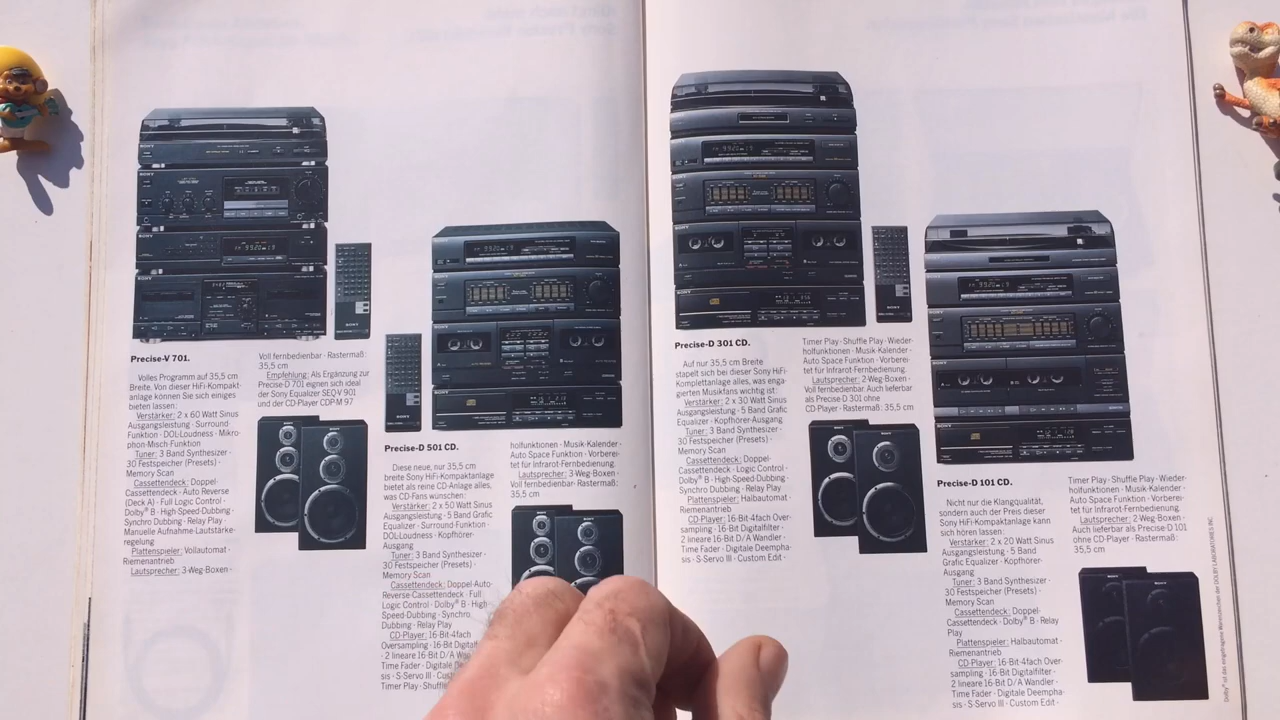 Precise-V 701.
Volles Programm auf 35,5 cm
Breite. Von dieser HiFi-Kompakt-
anlage können Sie sich einiges
bieten lassen:
Verstärker: 2 x 60 Watt Sinus
Ausgangsleistung · Surround
Funktion · DOL-Loudness · Mikro-
phon-Misch-Funktion
Tuner: 3 Band Synthesizer ·
30 Festspeicher (Presets) ·
Memory Scan
Cassettendeck: Doppel-
Cassettendeck · Auto Reverse
(Deck A) · Full Logic Control ·
Dolby® B · High-Speed-Dubbing ·
Synchro Dubbing · Relay Play ·
Manuelle Aufnahme-Lautstärke-
regelung
Plattenspieler: Vollautomat ·
Riemenantrieb
Lautsprecher: 3-Weg-Boxen ·
Voll fernbedienbar · Rastermaß:
35,5 cm
Empfehlung: Als Ergänzung zur
Precise-D 701 eignen sich ideal
der Sony Equalizer SEQ-V 901
und der CD-Player CDP-M 97
Precise-D 501 CD.
Diese neue, nur 35,5 cm
breite Sony HiFi-Kompaktanlage
bietet als reine CD-Anlage alles,
was CD-Fans wünschen:
Verstärker: 2 x 50 Watt Sinus
Ausgangsleistung · 5 Band Grafic
Equalizer · Surround-Funktion ·
DOL-Loudness · Kopfhörer-
Ausgang
Tuner: 3 Band Synthesizer ·
30 Festspeicher (Presets) ·
Memory Scan
Cassettendeck: Doppel-Auto-
Reverse-Cassettendeck · Full
Logic Control · Dolby® B · High-
Speed-Dubbing · Synchro
Dubbing · Relay Play
CD-Player: 16-Bit-4fach
Oversampling · 16-Bit-Digitalf
· 2 lineare 16-Bit D/A
Time Fader · Digitale
sis · S-Servo III
Timer Play · Shuffle
holfunktionen · Musik-Kalender ·
Auto Space Funktion · Vorberei-
tet für Infrarot-Fernbedienung.
Lautsprecher: 3-Weg-Boxen ·
Voll fernbedienbar · Rastermaß:
35,5 cm
Precise-D 301 CD.
Auf nur 35,5 cm Breite
stapelt sich bei dieser Sony HiFi-
Komplettanlage alles, was enga-
gierten Musikfans wichtig ist:
Verstärker: 2 x 30 Watt Sinus
Ausgangsleistung · 5 Band Grafic
Equalizer · Kopfhörer-Ausgang
Tuner: 3 Band Synthesizer ·
30 Festspeicher (Presets) ·
Memory Scan
Cassettendeck: Doppel-
Cassettendeck · Logic Control ·
Dolby® B · High-Speed-Dubbing ·
Synchro Dubbing · Relay Play
Plattenspieler: Halbautomat ·
Riemenantrieb
CD-Player: 16-Bit-4fach Over-
sampling · 16-Bit-Digitalfilter ·
2 lineare 16-Bit D/A Wandler ·
Time Fader · Digitale Deempha-
sis · S-Servo III · Custom Edit ·
Timer Play · Shuffle Play · Wieder-
holfunktionen · Musik-Kalender ·
Auto Space Funktion · Vorberei-
tet für Infrarot-Fernbedienung.
Lautsprecher: 2-Weg-Boxen ·
Voll fernbedienbar. Auch lieferbar
als Precise-D 301 ohne
CD-Player · Rastermaß: 35,5 cm
Precise-D 101 CD.
Nicht nur die Klangqualität,
sondern auch der Preis dieser
Sony HiFi-Kompaktanlage kann
sich hören lassen:
Verstärker: 2 x 20 Watt Sinus
Ausgangsleistung · 5 Band
Grafic Equalizer · Kopfhörer-
Ausgang
Tuner: 3 Band Synthesizer ·
30 Festspeicher (Presets) ·
Memory Scan
Cassettendeck: Doppel-
Cassettendeck · Dolby® B · Relay
Play
Plattenspieler: Halbautomat ·
Riemenantrieb
CD-Player: 16-Bit-4fach Over-
sampling · 16-Bit-Digitalfilter ·
2 lineare 16-Bit D/A Wandler ·
Time Fader · Digitale Deempha-
sis · S-Servo III · Custom Edit ·
Timer Play · Shuffle Play · Wieder-
holfunktionen · Musik-Kalender ·
Auto Space Funktion · Vorberei-
tet für Infrarot-Fernbedienung.
Lautsprecher: 2-Weg-Boxen ·
Auch lieferbar als Precise-D 101
ohne CD-Player · Rastermaß:
35,5 cm
Dolby® ist das eingetragene Warenzeichen der DOLBY LABORATORIES INC.
SONY